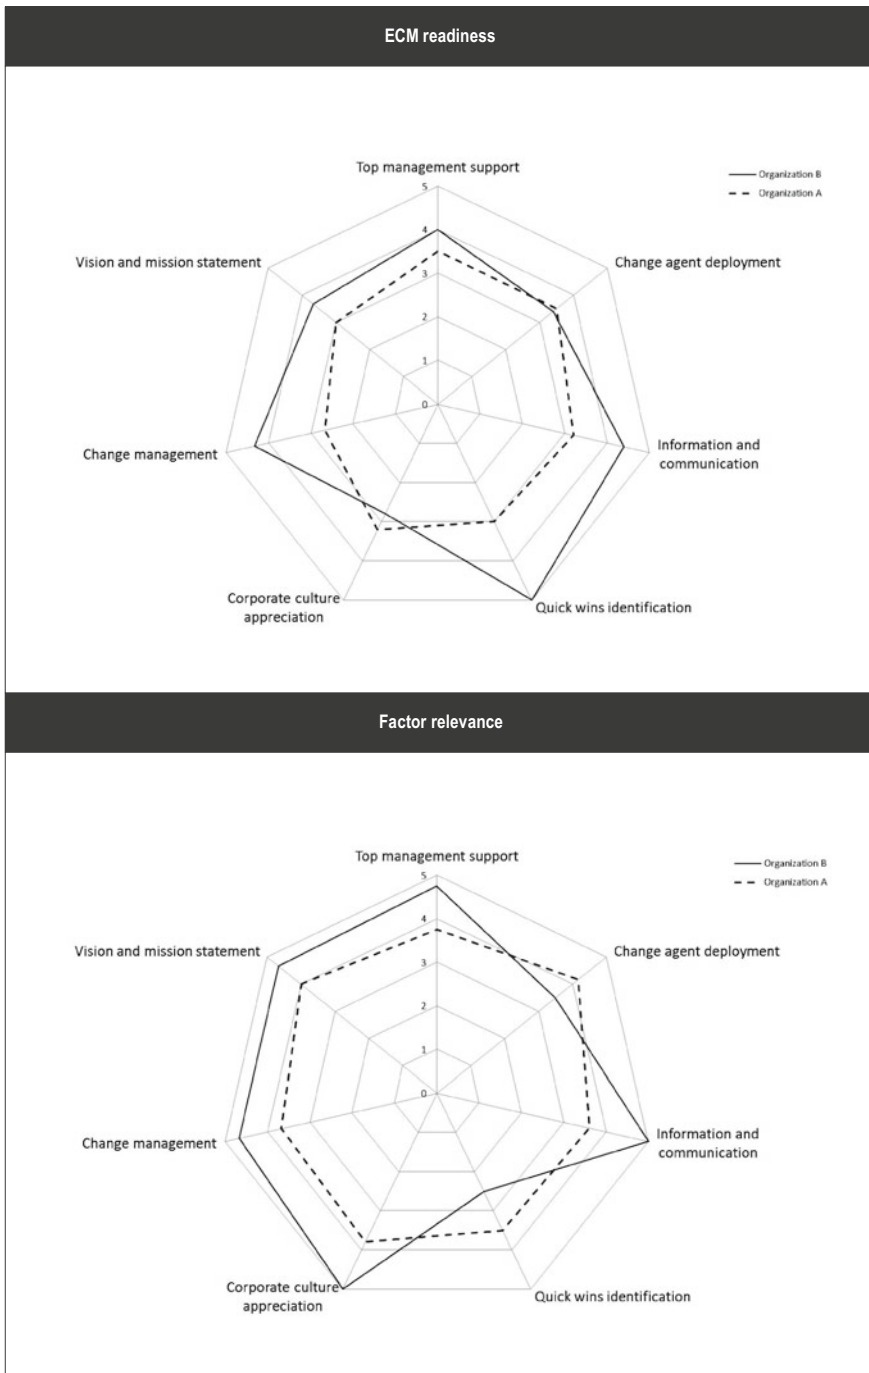 ECM readiness
Top management support
Organization B
Organization A
5
4
3
2
1
0
Vision and mission statement
Change agent deployment
Change management
Information and
communication
Corporate culture
appreciation
Quick wins identification
Factor relevance
Top management support
Organization B
Organization A
5
4
3
2
1
0
Vision and mission statement
Change agent deployment
Change management
Information and
communication
Corporate culture
appreciation
Quick wins identification